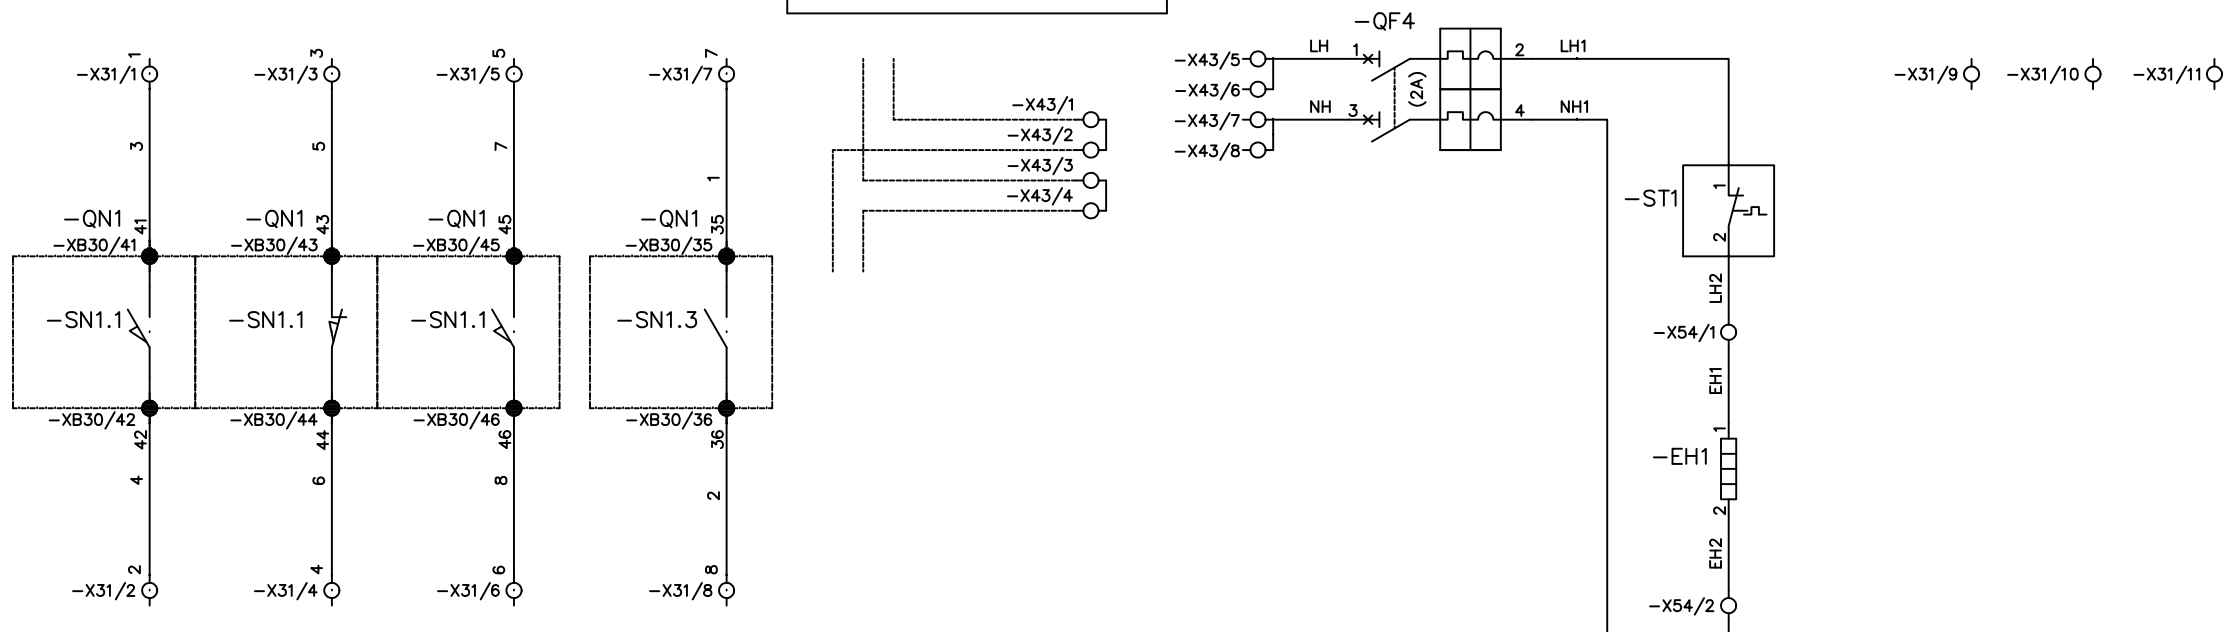 1
-X31/1
3
-QN1
41
-XB30/41
-SN1.1
-XB30/42
42
4
2
-X31/2
3
-X31/3
5
-QN1
43
-XB30/43
-SN1.1
-XB30/44
44
6
4
-X31/4
5
-X31/5
7
-QN1
45
-XB30/45
-SN1.1
-XB30/46
46
8
6
-X31/6
7
-X31/7
1
-QN1
35
-XB30/35
-SN1.3
-XB30/36
36
2
8
-X31/8
-X43/1
-X43/2
-X43/3
-X43/4
-QF4
-X43/5 LH 1 2 LH1
-X43/6
(2A)
-X43/7 NH 3 4 NH1
-X43/8
1
-ST1
2
LH2
-X54/1
EH1
1
-EH1
2
EH2
-X54/2
-X31/9 -X31/10 -X31/11